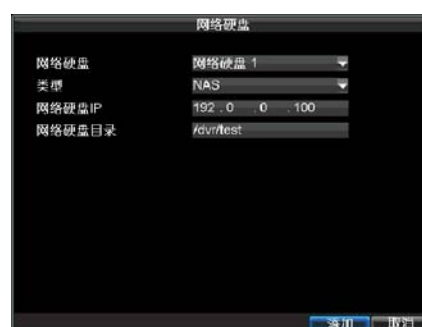 网络硬盘
网络硬盘 网络硬盘 1
类型 NAS
网络硬盘IP 192 . 0 . 0 . 100
网络硬盘目录 /dvr/test
添加 取消